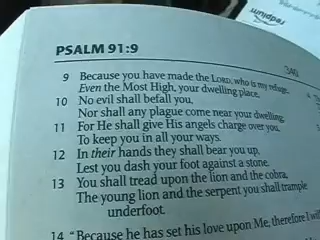 redpium
PSALM 91:9
340
9 Because you have made the LORD, who is my refuge,
Even the Most High, your dwelling place,
10 No evil shall befall you,
Nor shall any plague come near your dwelling;
11 For He shall give His angels charge over you,
To keep you in all your ways.
12 In their hands they shall bear you up,
Lest you dash your foot against a stone.
13 You shall tread upon the lion and the cobra,
The young lion and the serpent you shall trample
underfoot.
14 “Because he has set his love upon Me, therefore I will